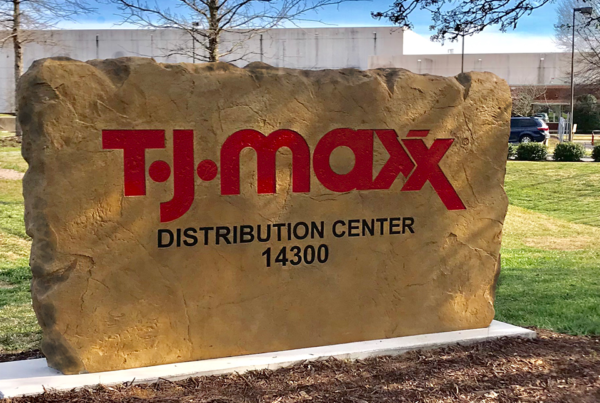 T·J·maxx
DISTRIBUTION CENTER
14300